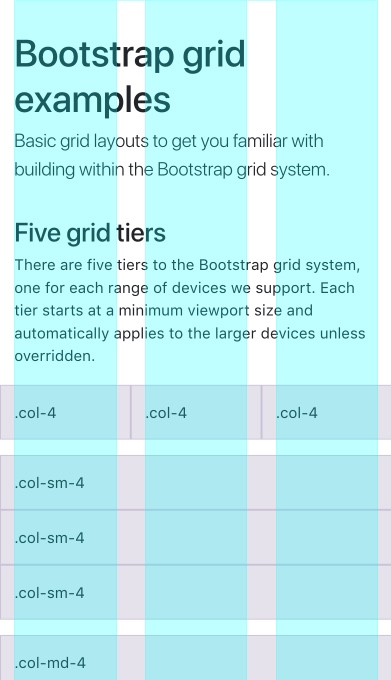 Bootstrap grid
examples
Basic grid layouts to get you familiar with
building within the Bootstrap grid system.
Five grid tiers
There are five tiers to the Bootstrap grid system,
one for each range of devices we support. Each
tier starts at a minimum viewport size and
automatically applies to the larger devices unless
overridden.
.col-4 .col-4 .col-4
.col-sm-4
.col-sm-4
.col-sm-4
.col-md-4